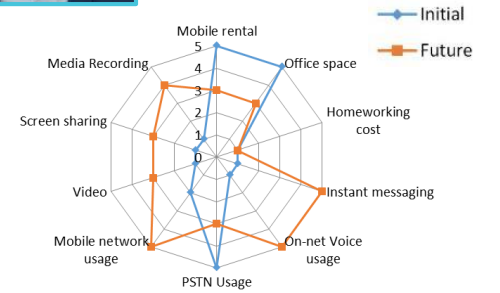 Initial
Future
Mobile rental
Office space
Homeworking
cost
Instant messaging
On-net Voice
usage
PSTN Usage
Mobile network
usage
Video
Screen sharing
Media Recording
5
4
3
2
1
0